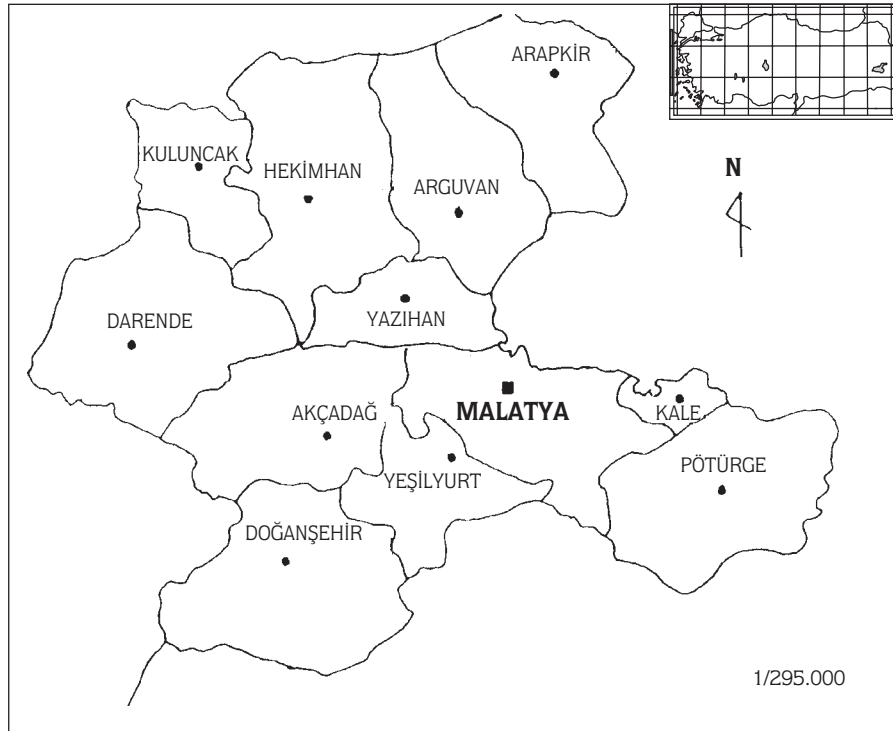 ARAPKİR
KULUNCAK
HEKİMHAN
N
ARGUVAN
DARENDE
YAZIHAN
AKÇADAĞ
MALATYA
KALE
PÖTÜRGE
YEŞİLYURT
DOĞANŞEHİR
1/295.000